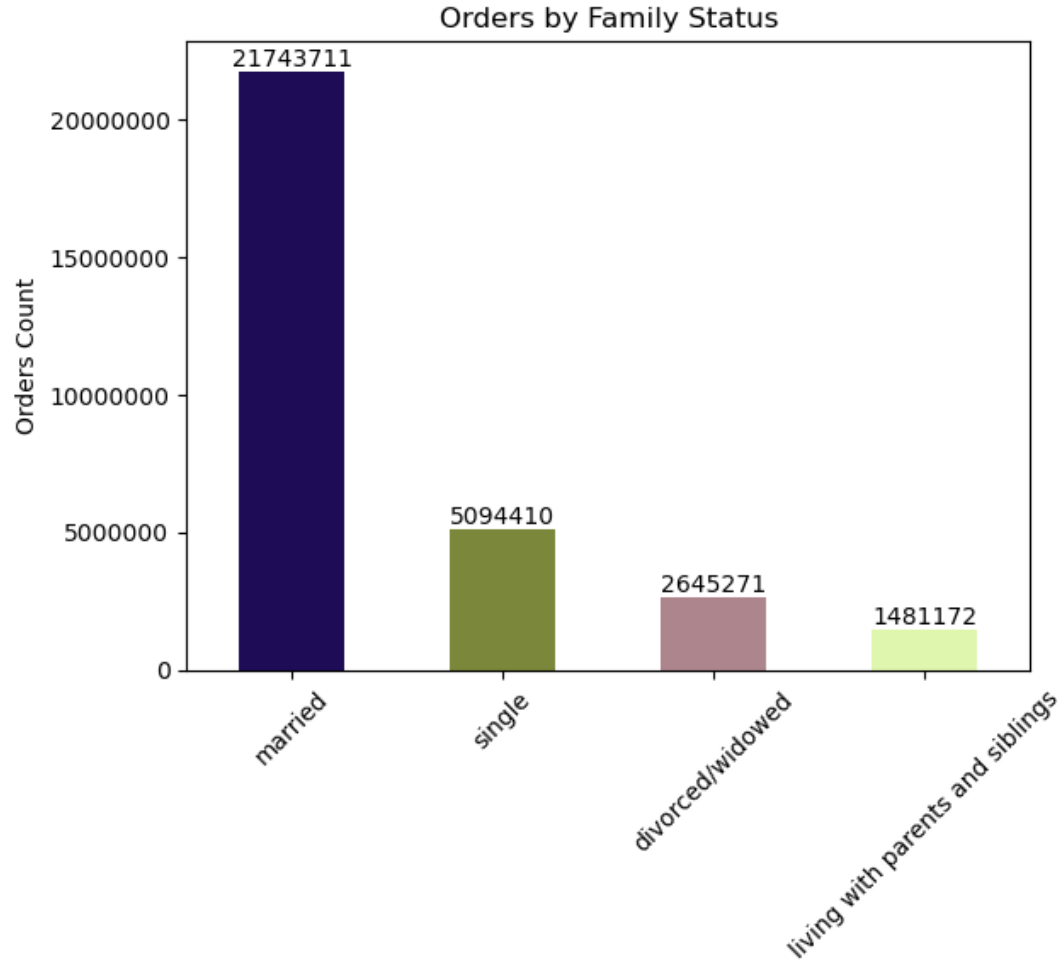 Orders by Family Status
21743711
20000000
15000000
10000000
5000000
0
Orders Count
5094410
2645271
1481172
married
single
divorced/widowed
living with parents and siblings